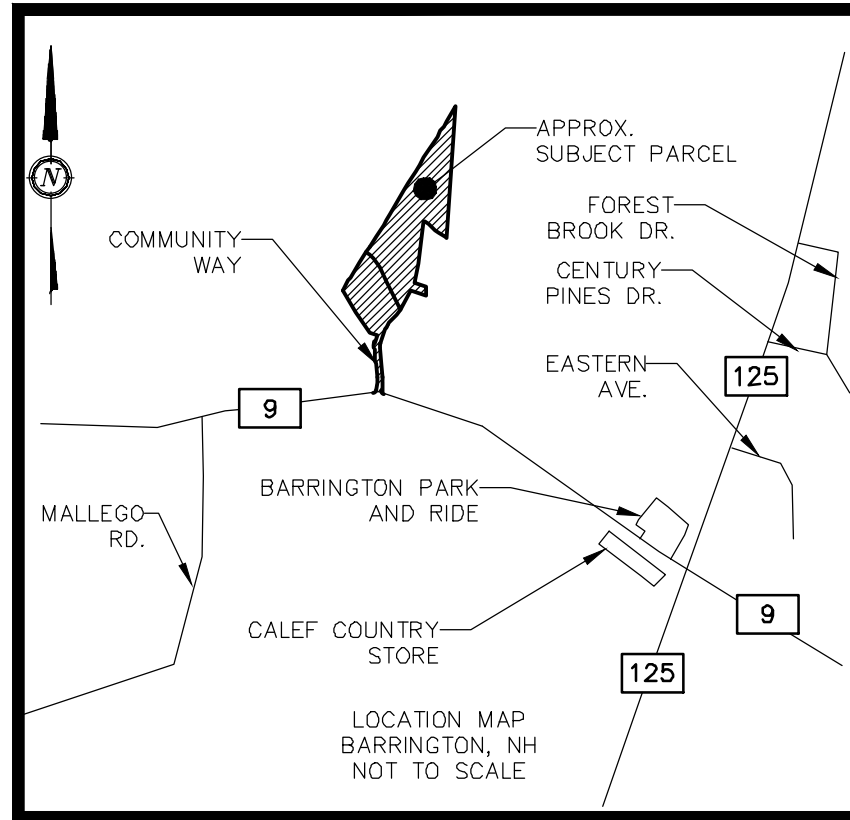 APPROX.
SUBJECT PARCEL
N
FOREST
BROOK DR.
COMMUNITY
WAY
CENTURY
PINES DR.
EASTERN
AVE.
125
9
BARRINGTON PARK
AND RIDE
MALLEGO
RD.
9
CALEF COUNTRY
STORE
125
LOCATION MAP
BARRINGTON, NH
NOT TO SCALE